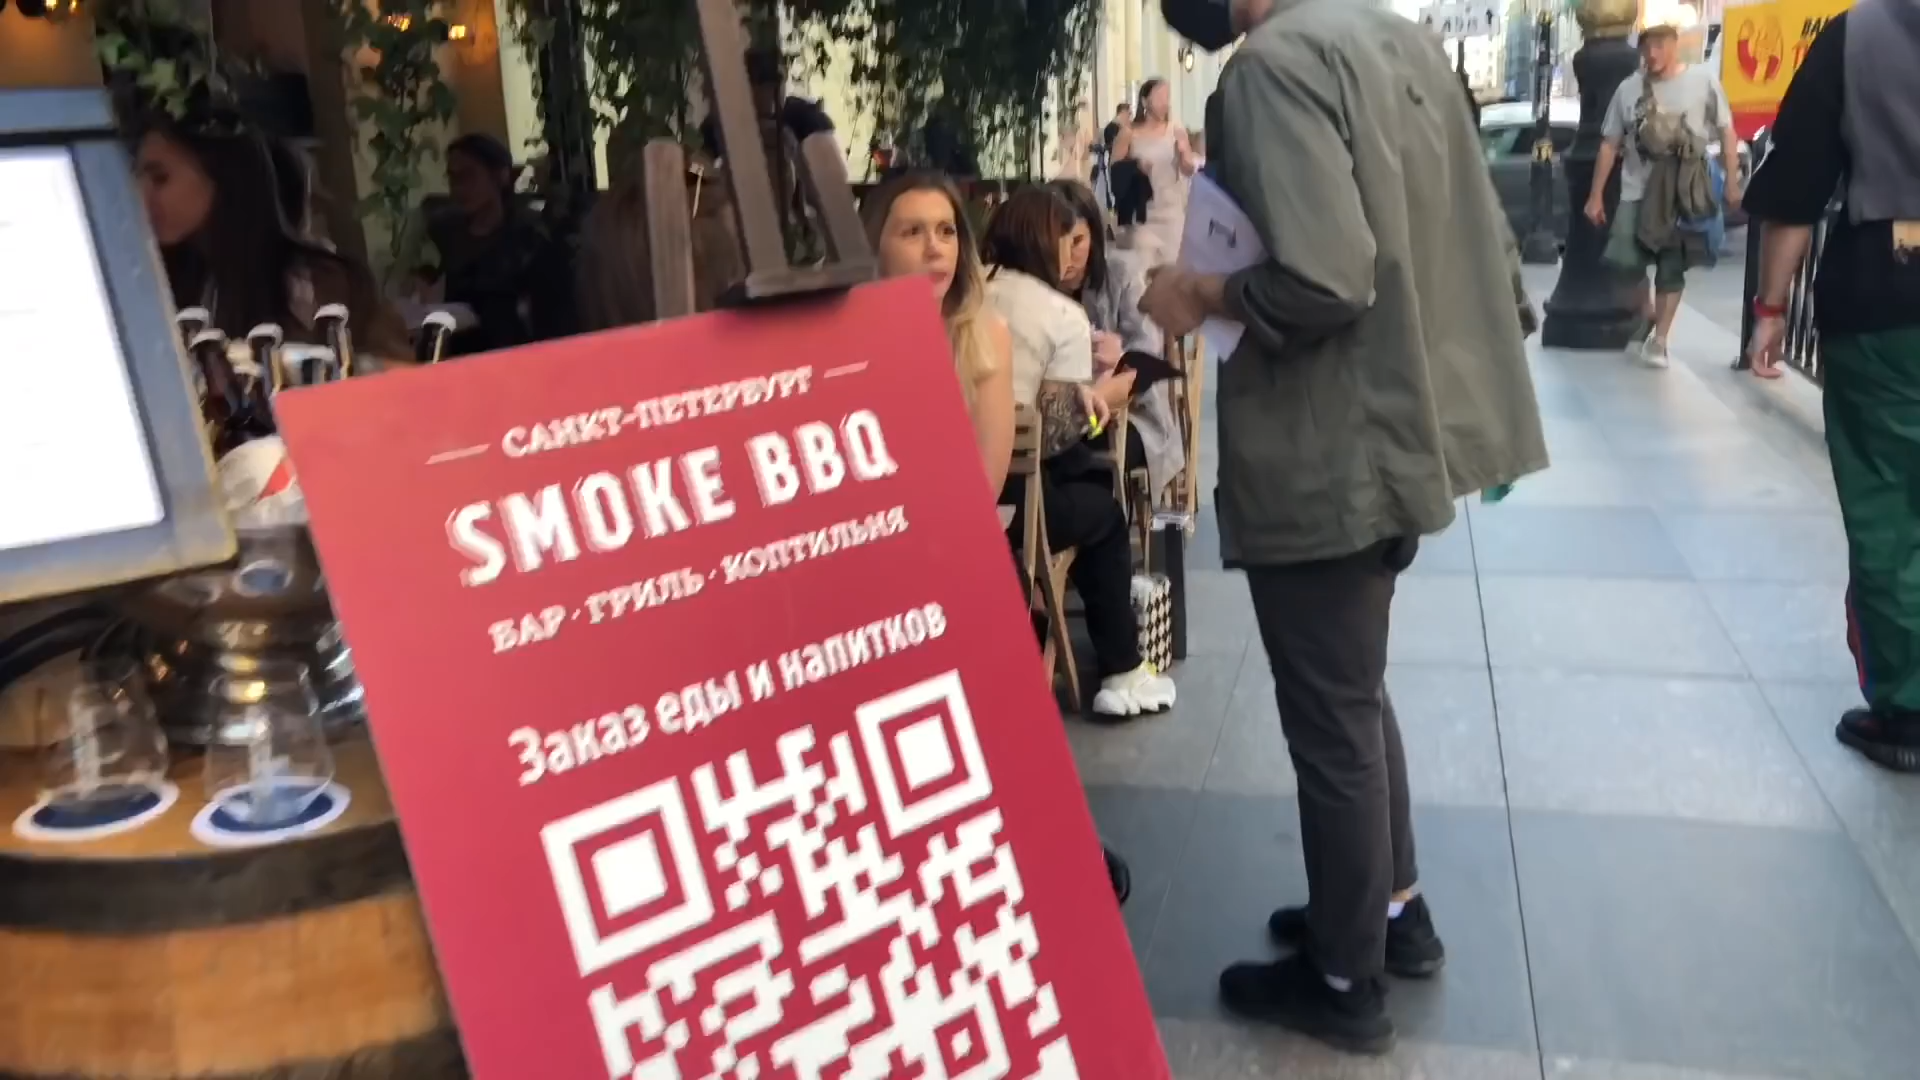 САНКТ-ПЕТЕРБУРГ
SMOKE BBQ
БАР · ГРИЛЬ · КОПТИЛЬНЯ
Заказ еды и напитков